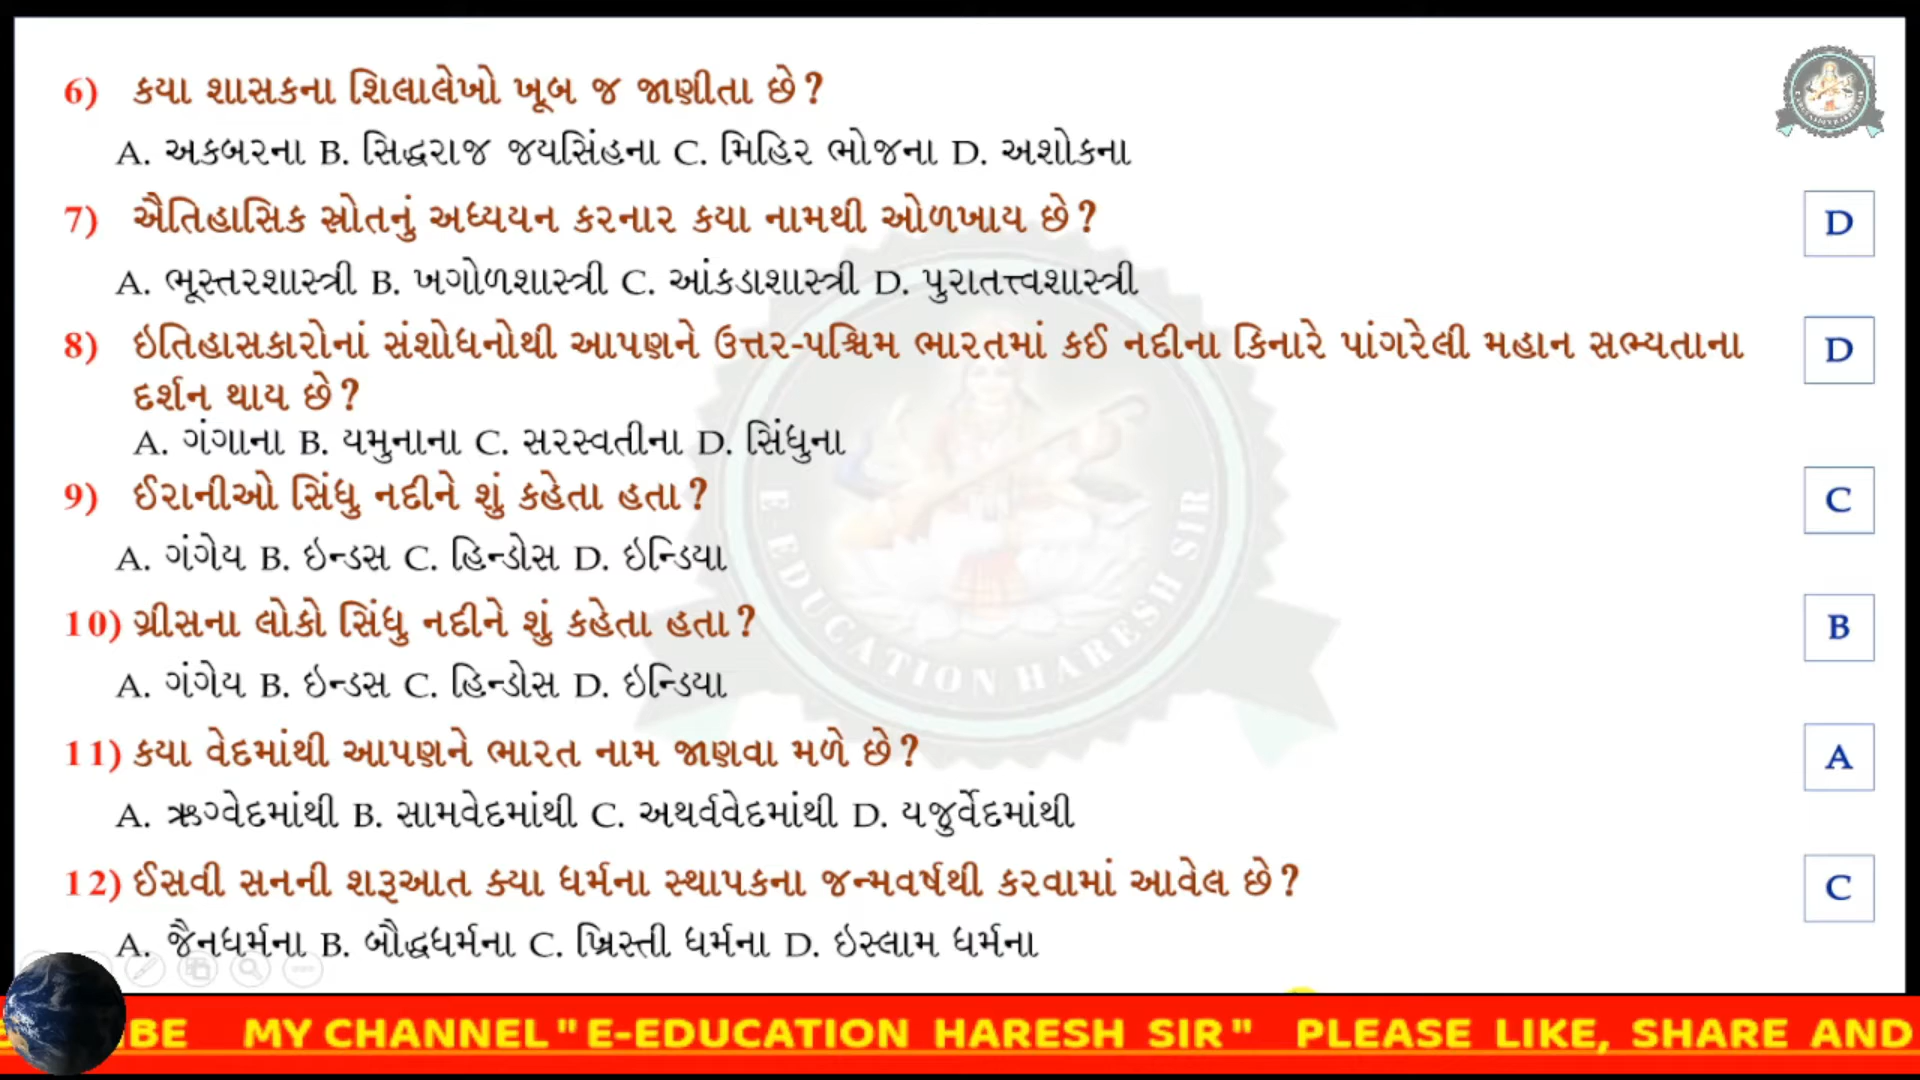 6) કયા શાસકના શિલાલેખો ખૂબ જ જાણીતા છે?
A. અકબરના B. સિદ્ધરાજ જયસિંહના C. મિહિર ભોજના D. અશોકના
7) ઐતિહાસિક સ્રોતનું અધ્યયન કરનાર કયા નામથી ઓળખાય છે?
D
A. ભૂસ્તરશાસ્ત્રી B. ખગોળશાસ્ત્રી C. આંકડાશાસ્ત્રી D. પુરાતત્ત્વશાસ્ત્રી
8) ઇતિહાસકારોનાં સંશોધનોથી આપણને ઉત્તર-પશ્ચિમ ભારતમાં કઈ નદીના કિનારે પાંગરેલી મહાન સભ્યતાના
D
દર્શન થાય છે?
A. ગંગાના B. યમુનાના C. સરસ્વતીના D. સિંધુના
9) ઈરાનીઓ સિંધુ નદીને શું કહેતા હતા?
C
A. ગંગેય B. ઇન્ડસ C. હિન્ડોસ D. ઇન્ડિયા
10) ગ્રીસના લોકો સિંધુ નદીને શું કહેતા હતા?
B
A. ગંગેય B. ઇન્ડસ C. હિન્ડોસ D. ઇન્ડિયા
11) કયા વેદમાંથી આપણને ભારત નામ જાણવા મળે છે?
A
A. ઋગ્વેદમાંથી B. સામવેદમાંથી C. અથર્વવેદમાંથી D. યજુર્વેદમાંથી
12) ઈસવી સનની શરૂઆત ક્યા ધર્મના સ્થાપકના જન્મવર્ષથી કરવામાં આવેલ છે?
C
A. જૈનધર્મના B. બૌદ્ધધર્મના C. ખ્રિસ્તી ધર્મના D. ઇસ્લામ ધર્મના
E-EDUCATION HARESH SIR
BE MY CHANNEL "E-EDUCATION HARESH SIR" PLEASE LIKE, SHARE AND